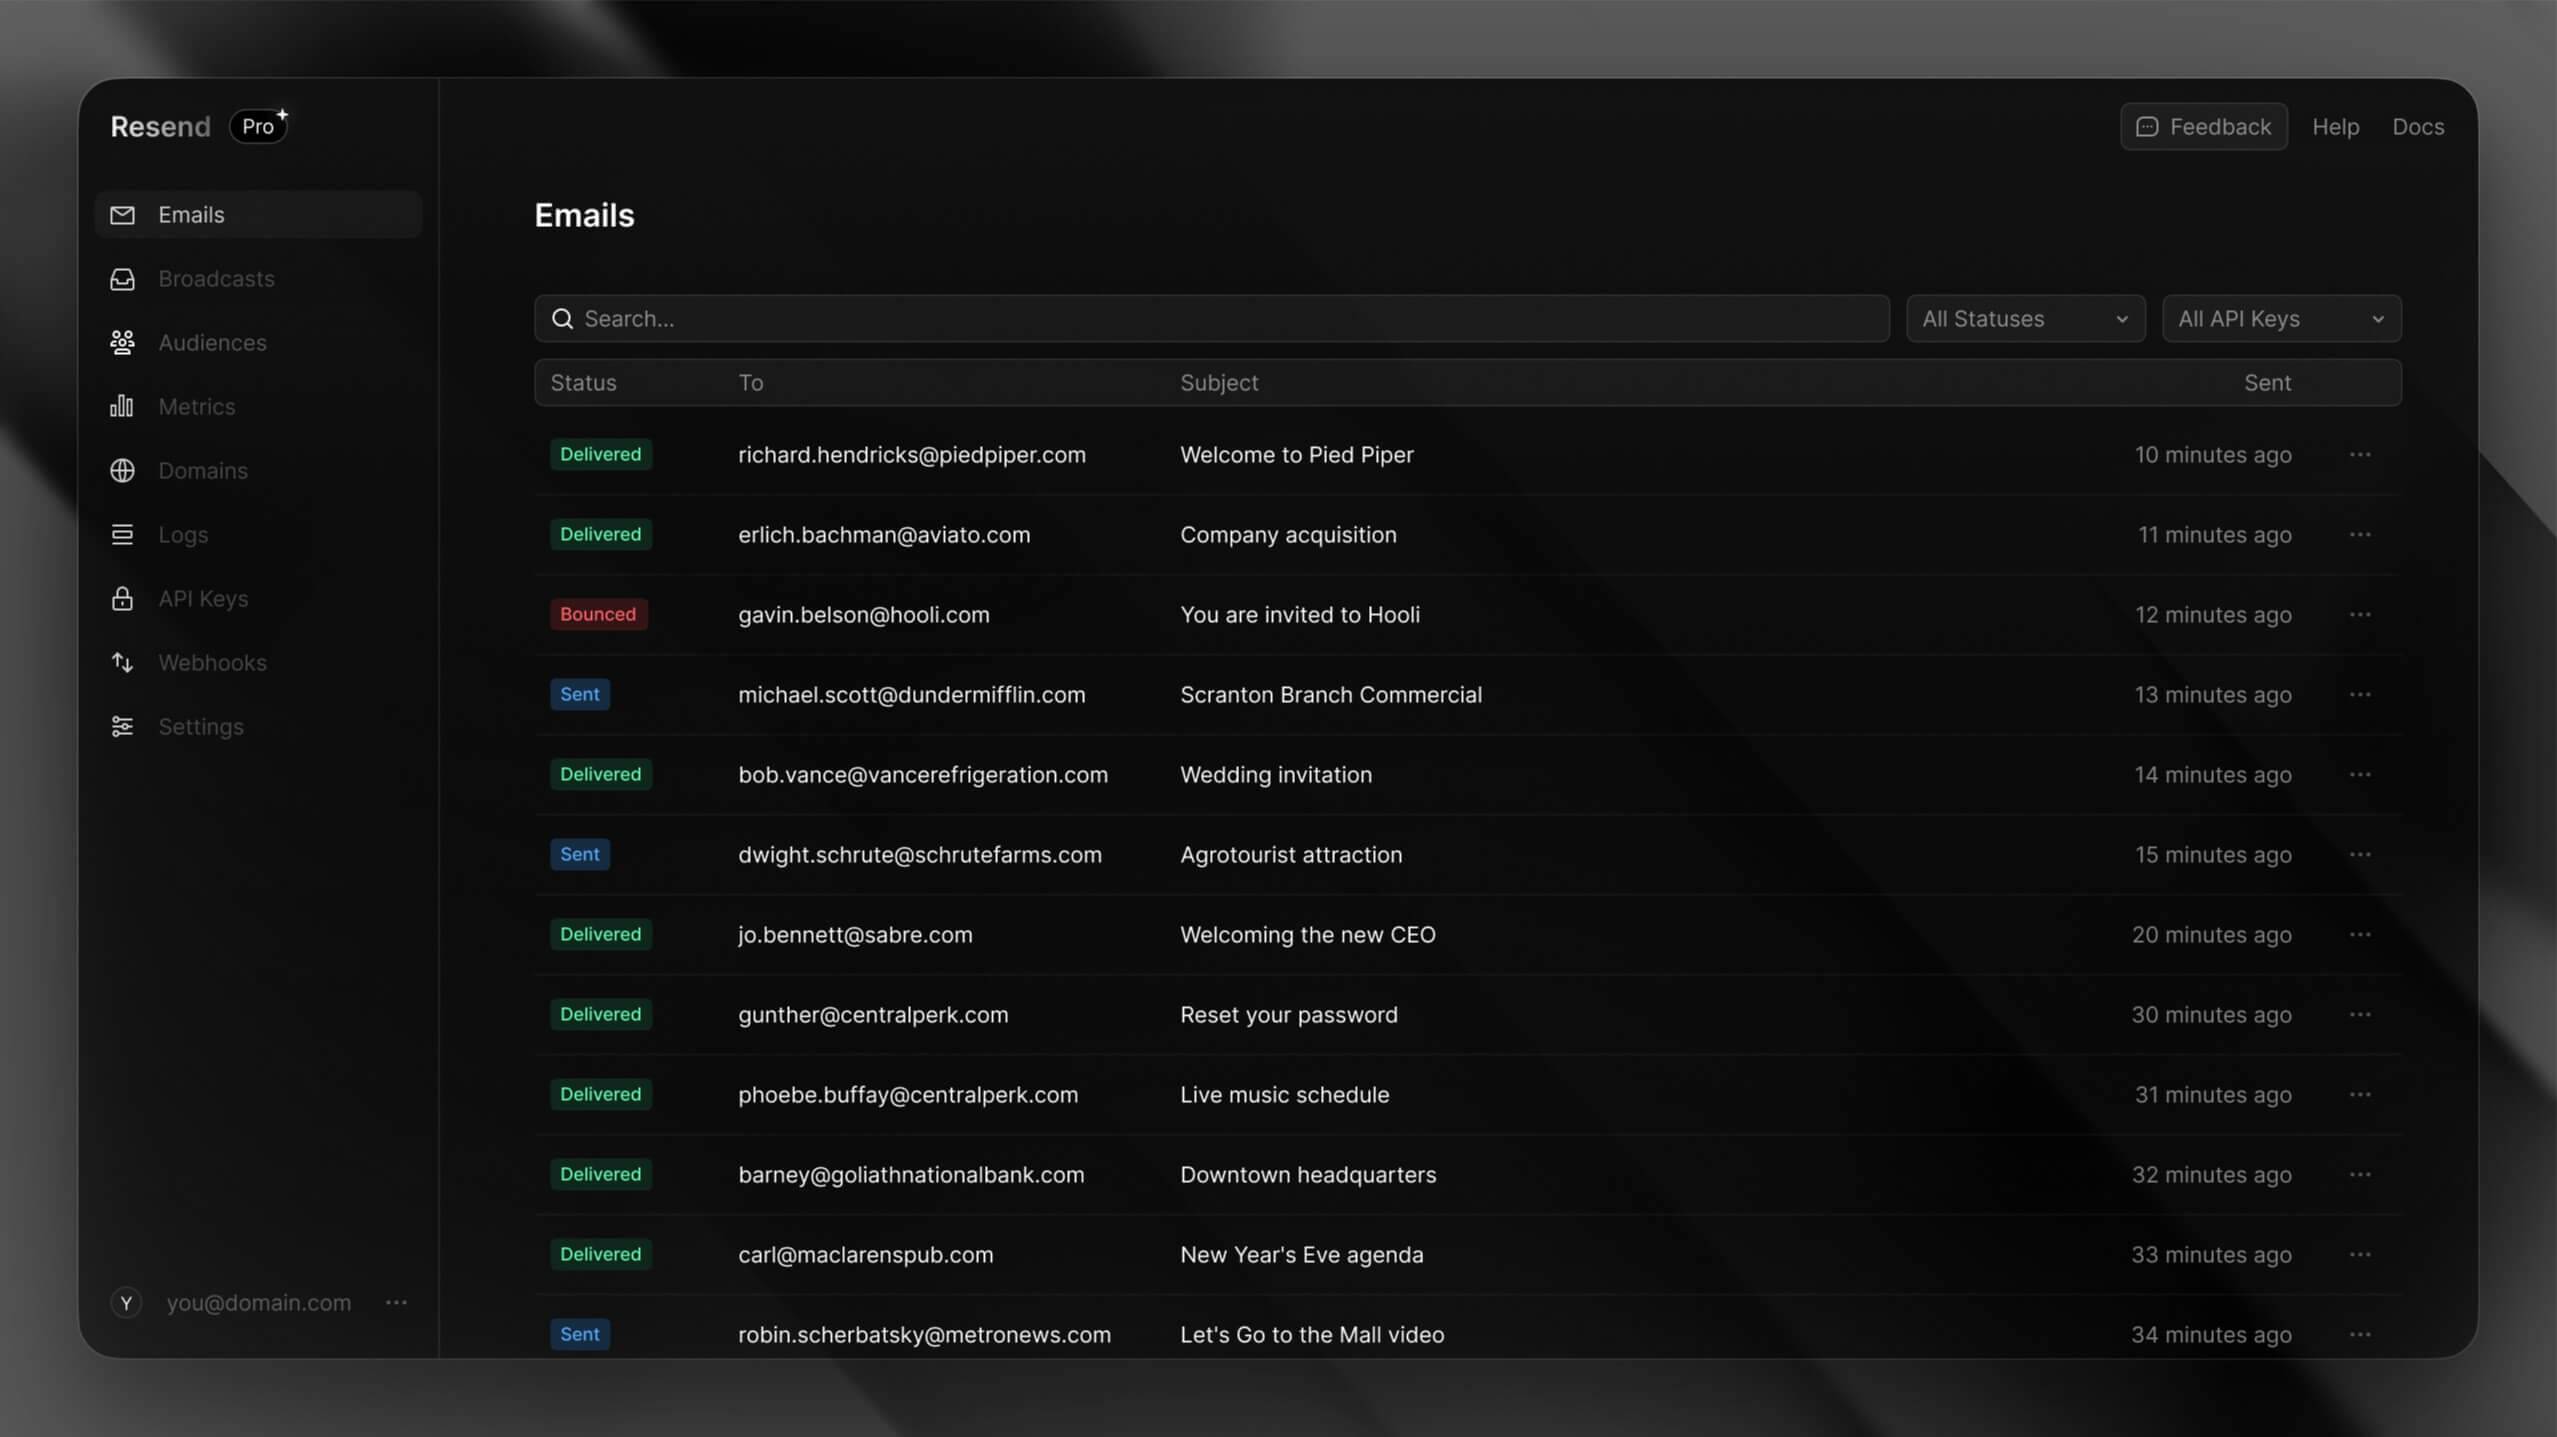 Resend Pro
Feedback Help Docs
Emails
Broadcasts
Audiences
Metrics
Domains
Logs
API Keys
Webhooks
Settings
Y you@domain.com
Emails
Search...
All Statuses
All API Keys
Status To Subject Sent
Delivered richard.hendricks@piedpiper.com Welcome to Pied Piper 10 minutes ago
Delivered erlich.bachman@aviato.com Company acquisition 11 minutes ago
Bounced gavin.belson@hooli.com You are invited to Hooli 12 minutes ago
Sent michael.scott@dundermifflin.com Scranton Branch Commercial 13 minutes ago
Delivered bob.vance@vancerefrigeration.com Wedding invitation 14 minutes ago
Sent dwight.schrute@schrutefarms.com Agrotourist attraction 15 minutes ago
Delivered jo.bennett@sabre.com Welcoming the new CEO 20 minutes ago
Delivered gunther@centralperk.com Reset your password 30 minutes ago
Delivered phoebe.buffay@centralperk.com Live music schedule 31 minutes ago
Delivered barney@goliathnationalbank.com Downtown headquarters 32 minutes ago
Delivered carl@maclarenspub.com New Year's Eve agenda 33 minutes ago
Sent robin.scherbatsky@metronews.com Let's Go to the Mall video 34 minutes ago